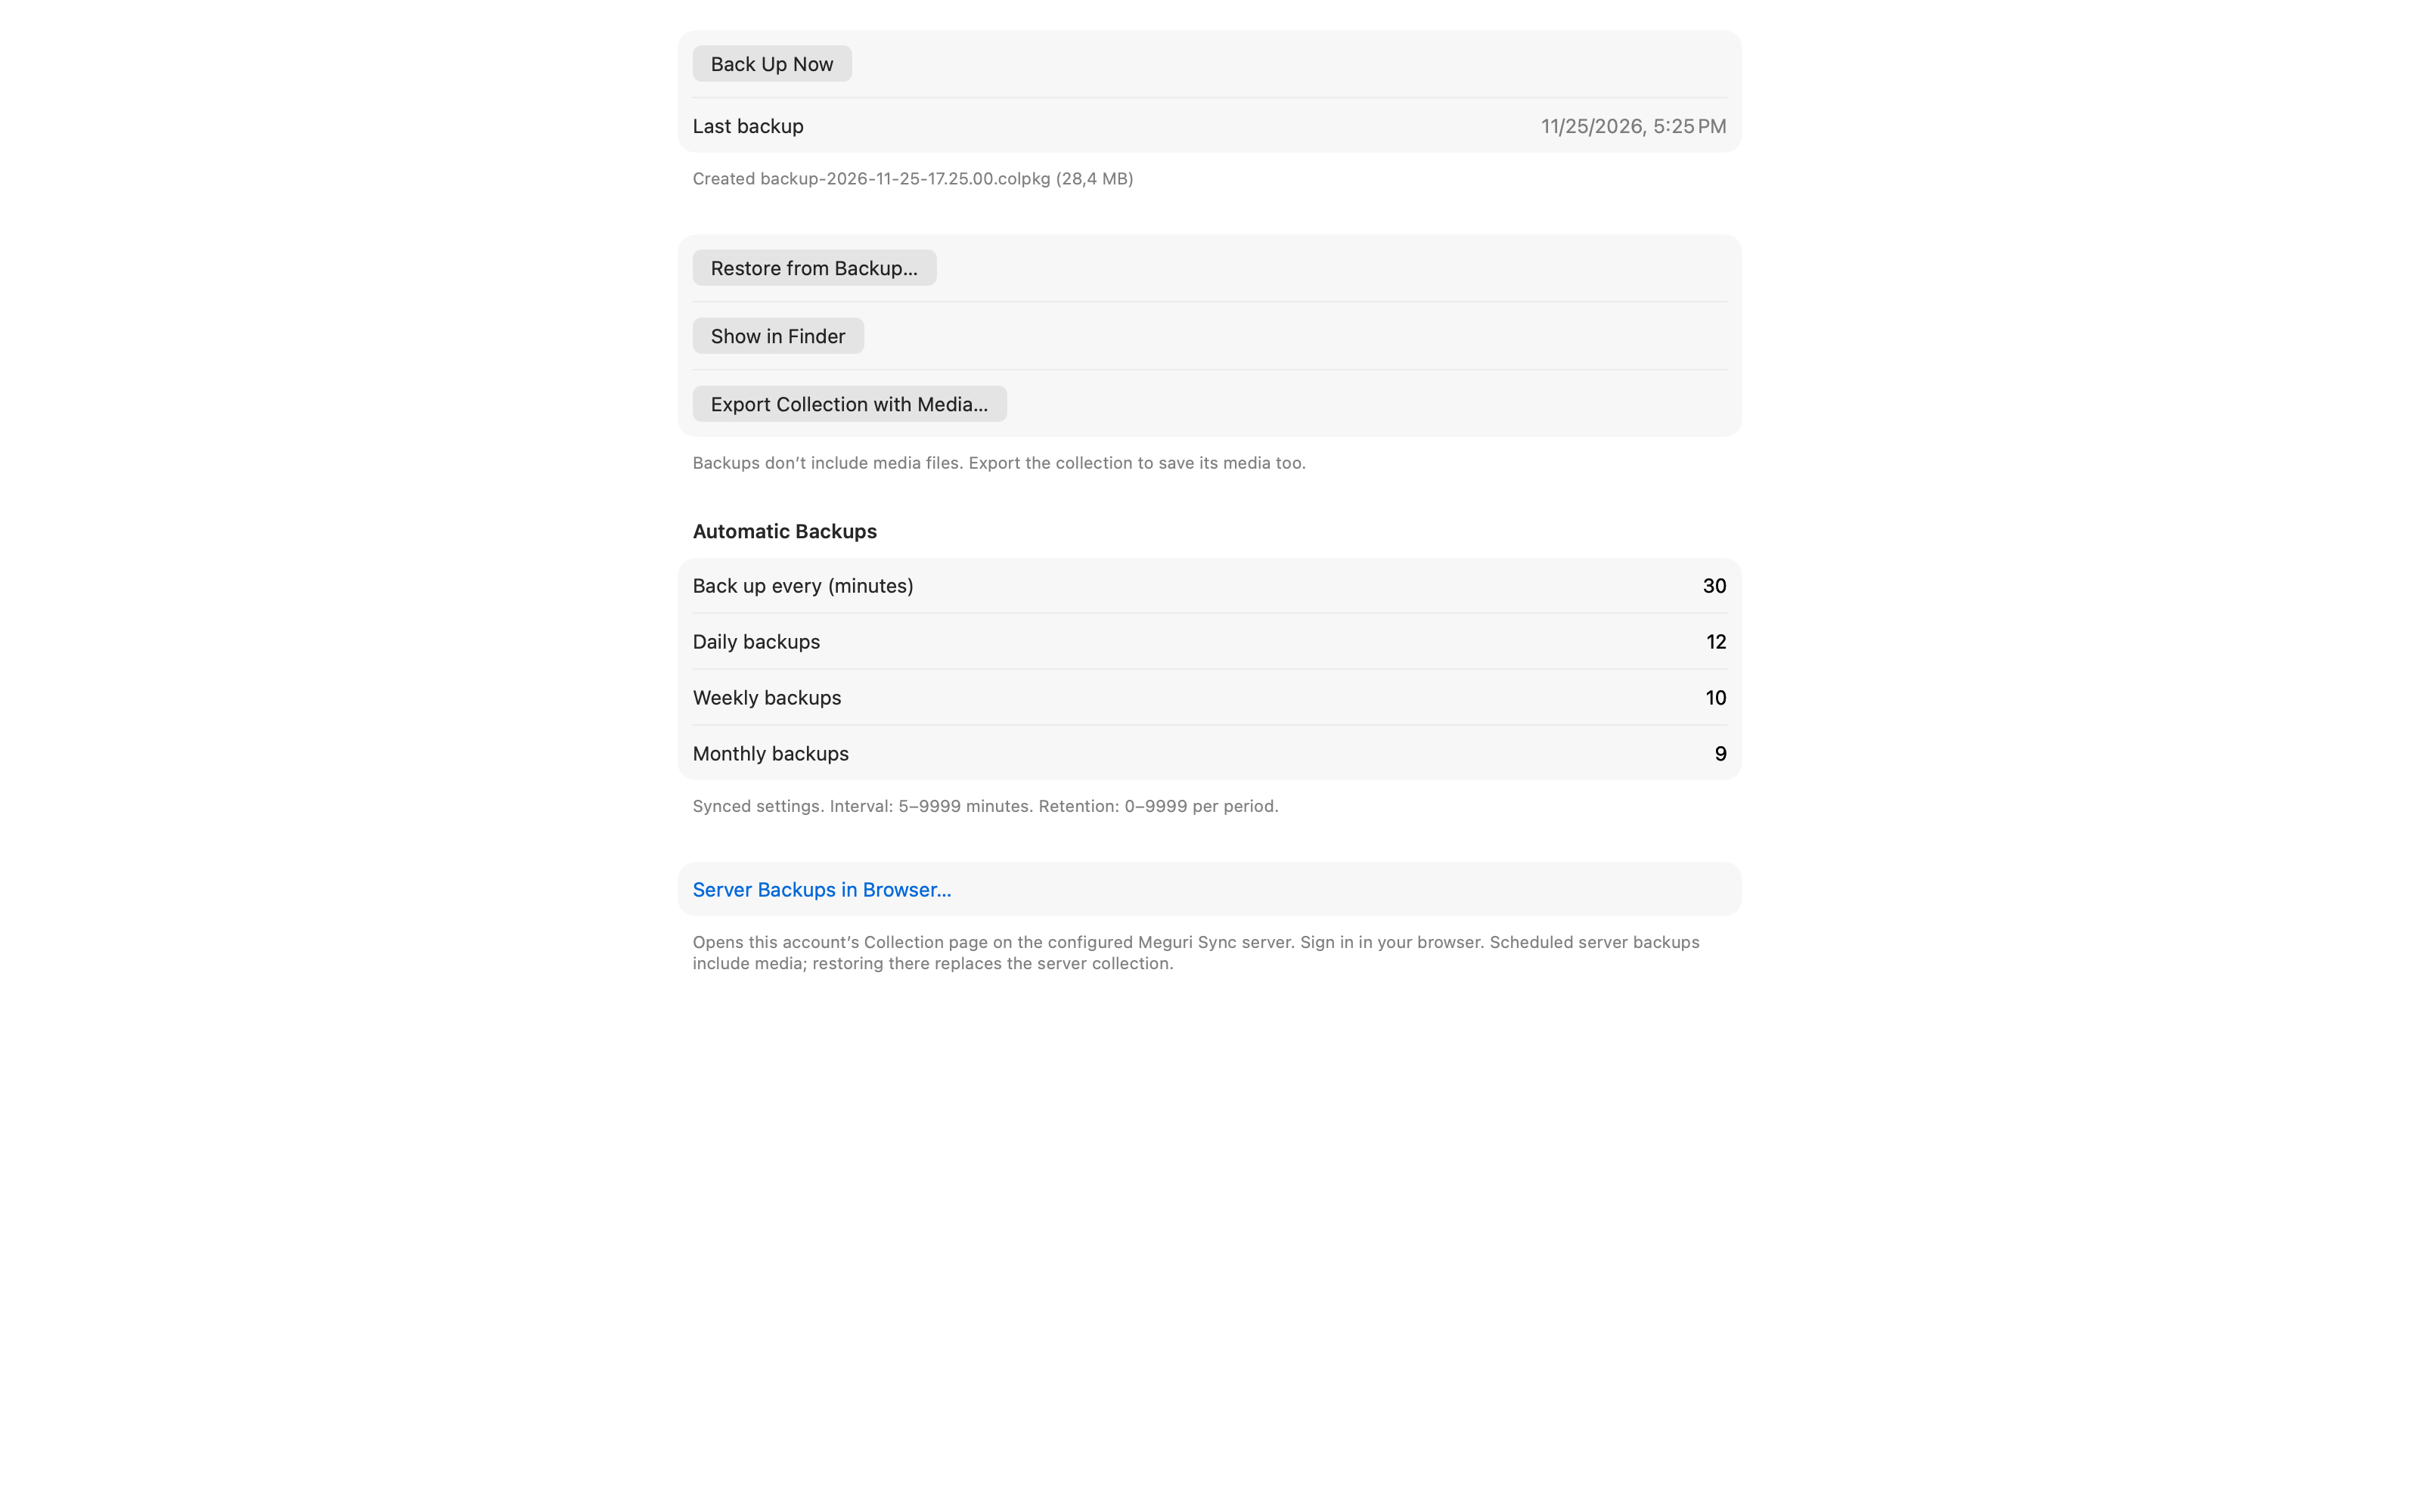 Back Up Now
Last backup 11/25/2026, 5:25 PM
Created backup-2026-11-25-17.25.00.colpkg (28,4 MB)
Restore from Backup…
Show in Finder
Export Collection with Media…
Backups don’t include media files. Export the collection to save its media too.
Automatic Backups
Back up every (minutes) 30
Daily backups 12
Weekly backups 10
Monthly backups 9
Synced settings. Interval: 5–9999 minutes. Retention: 0–9999 per period.
Server Backups in Browser…
Opens this account’s Collection page on the configured Meguri Sync server. Sign in in your browser. Scheduled server backups
include media; restoring there replaces the server collection.